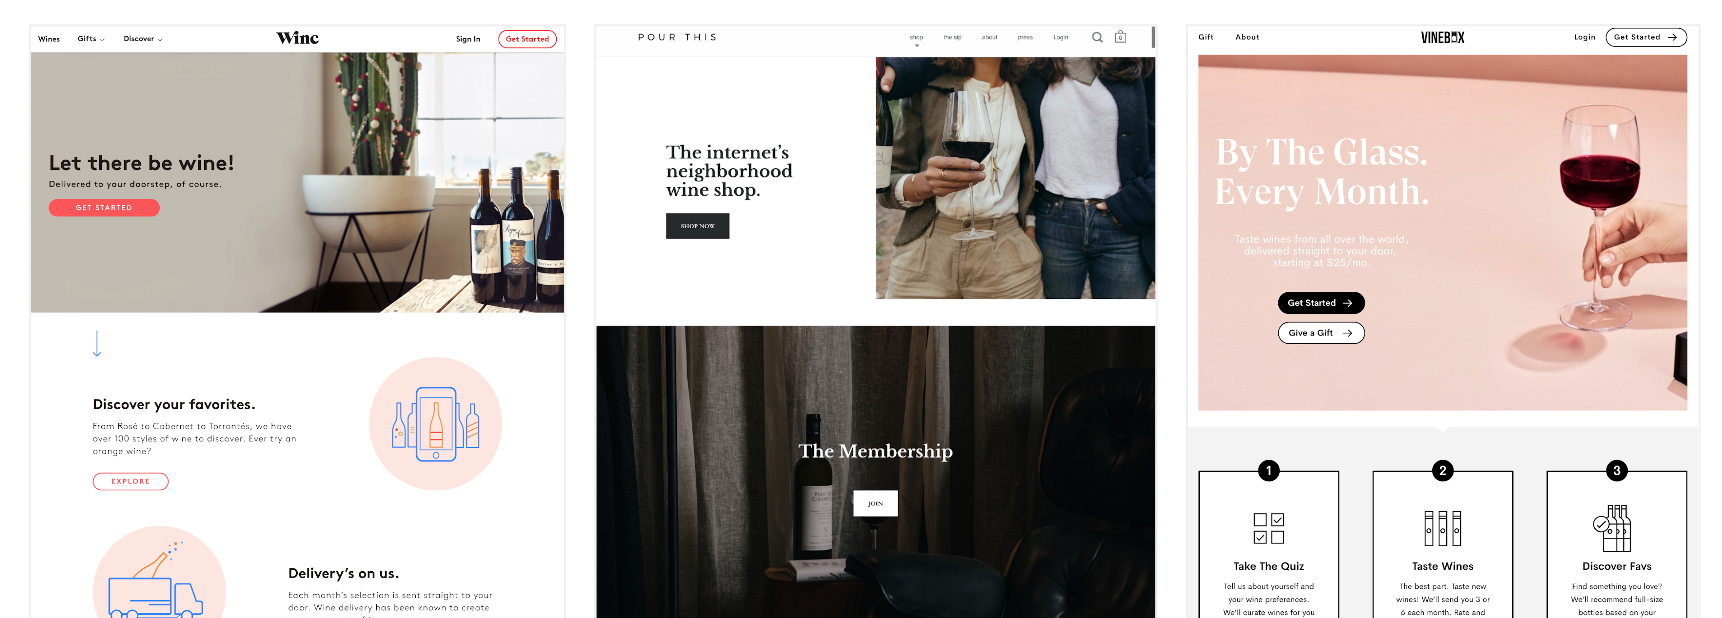 Wines
Gifts
Discover
Winc
Sign In
Get Started
Let there be wine!
Delivered to your doorstep, of course.
GET STARTED
Discover your favorites.
From Rosé to Cabernet to Torrontés, we have
over 100 styles of wine to discover. Ever try an
orange wine?
EXPLORE
Delivery's on us.
Each month's selection is sent straight to your
door. Wine delivery has been known to create
POUR THIS
shop
the sip
about
press
Login
0
The internet's
neighborhood
wine shop.
SHOP NOW
The Membership
JOIN
Gift
About
VINEBOX
Login
Get Started
By The Glass.
Every Month.
Taste wines from all over the world,
delivered straight to your door,
starting at $25/mo.
Get Started
Give a Gift
1
Take The Quiz
Tell us about yourself and
your wine preferences.
We'll curate wines for you
2
Taste Wines
The best part. Taste new
wines! We'll send you 3 or
6 each month. Rate and
3
Discover Favs
Find something you love?
We'll recommend full-size
bottles based on your